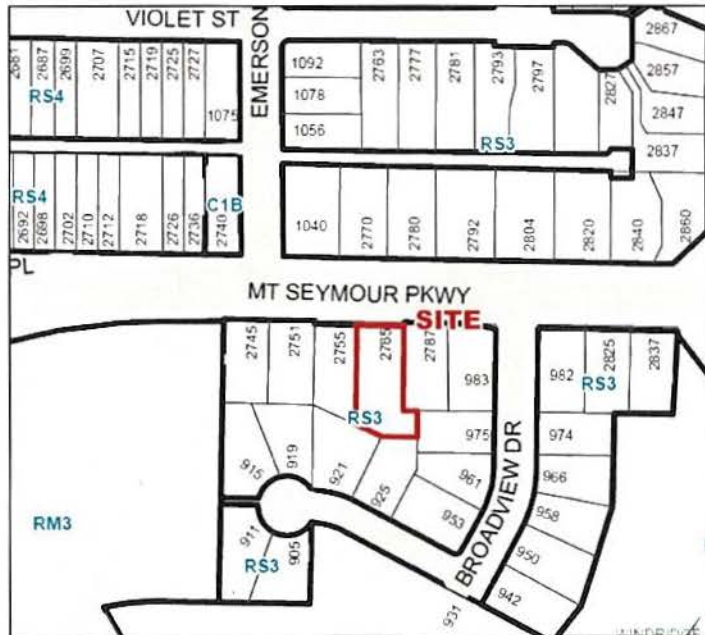 VIOLET ST
EMERSON
2681 2687 2699 2707 2715 2719 2725 2727
RS4
1075
1092
1078
1056
2763 2777 2781 2793 2797 2827
RS3
2867
2857
2847
2837
RS4
2692 2698 2702 2710 2712 2718 2726 2736 2740
C1B
1040 2770 2780 2792 2804 2820 2840 2860
PL
MT SEYMOUR PKWY
SITE
2745 2751 2755 2765 2787
983
RS3
975
982 2825 2837
RS3
974
915 919 921 925 961
953
966
958
950
942
BROADVIEW DR
RM3
911 905
RS3
931
WINDRIDGE